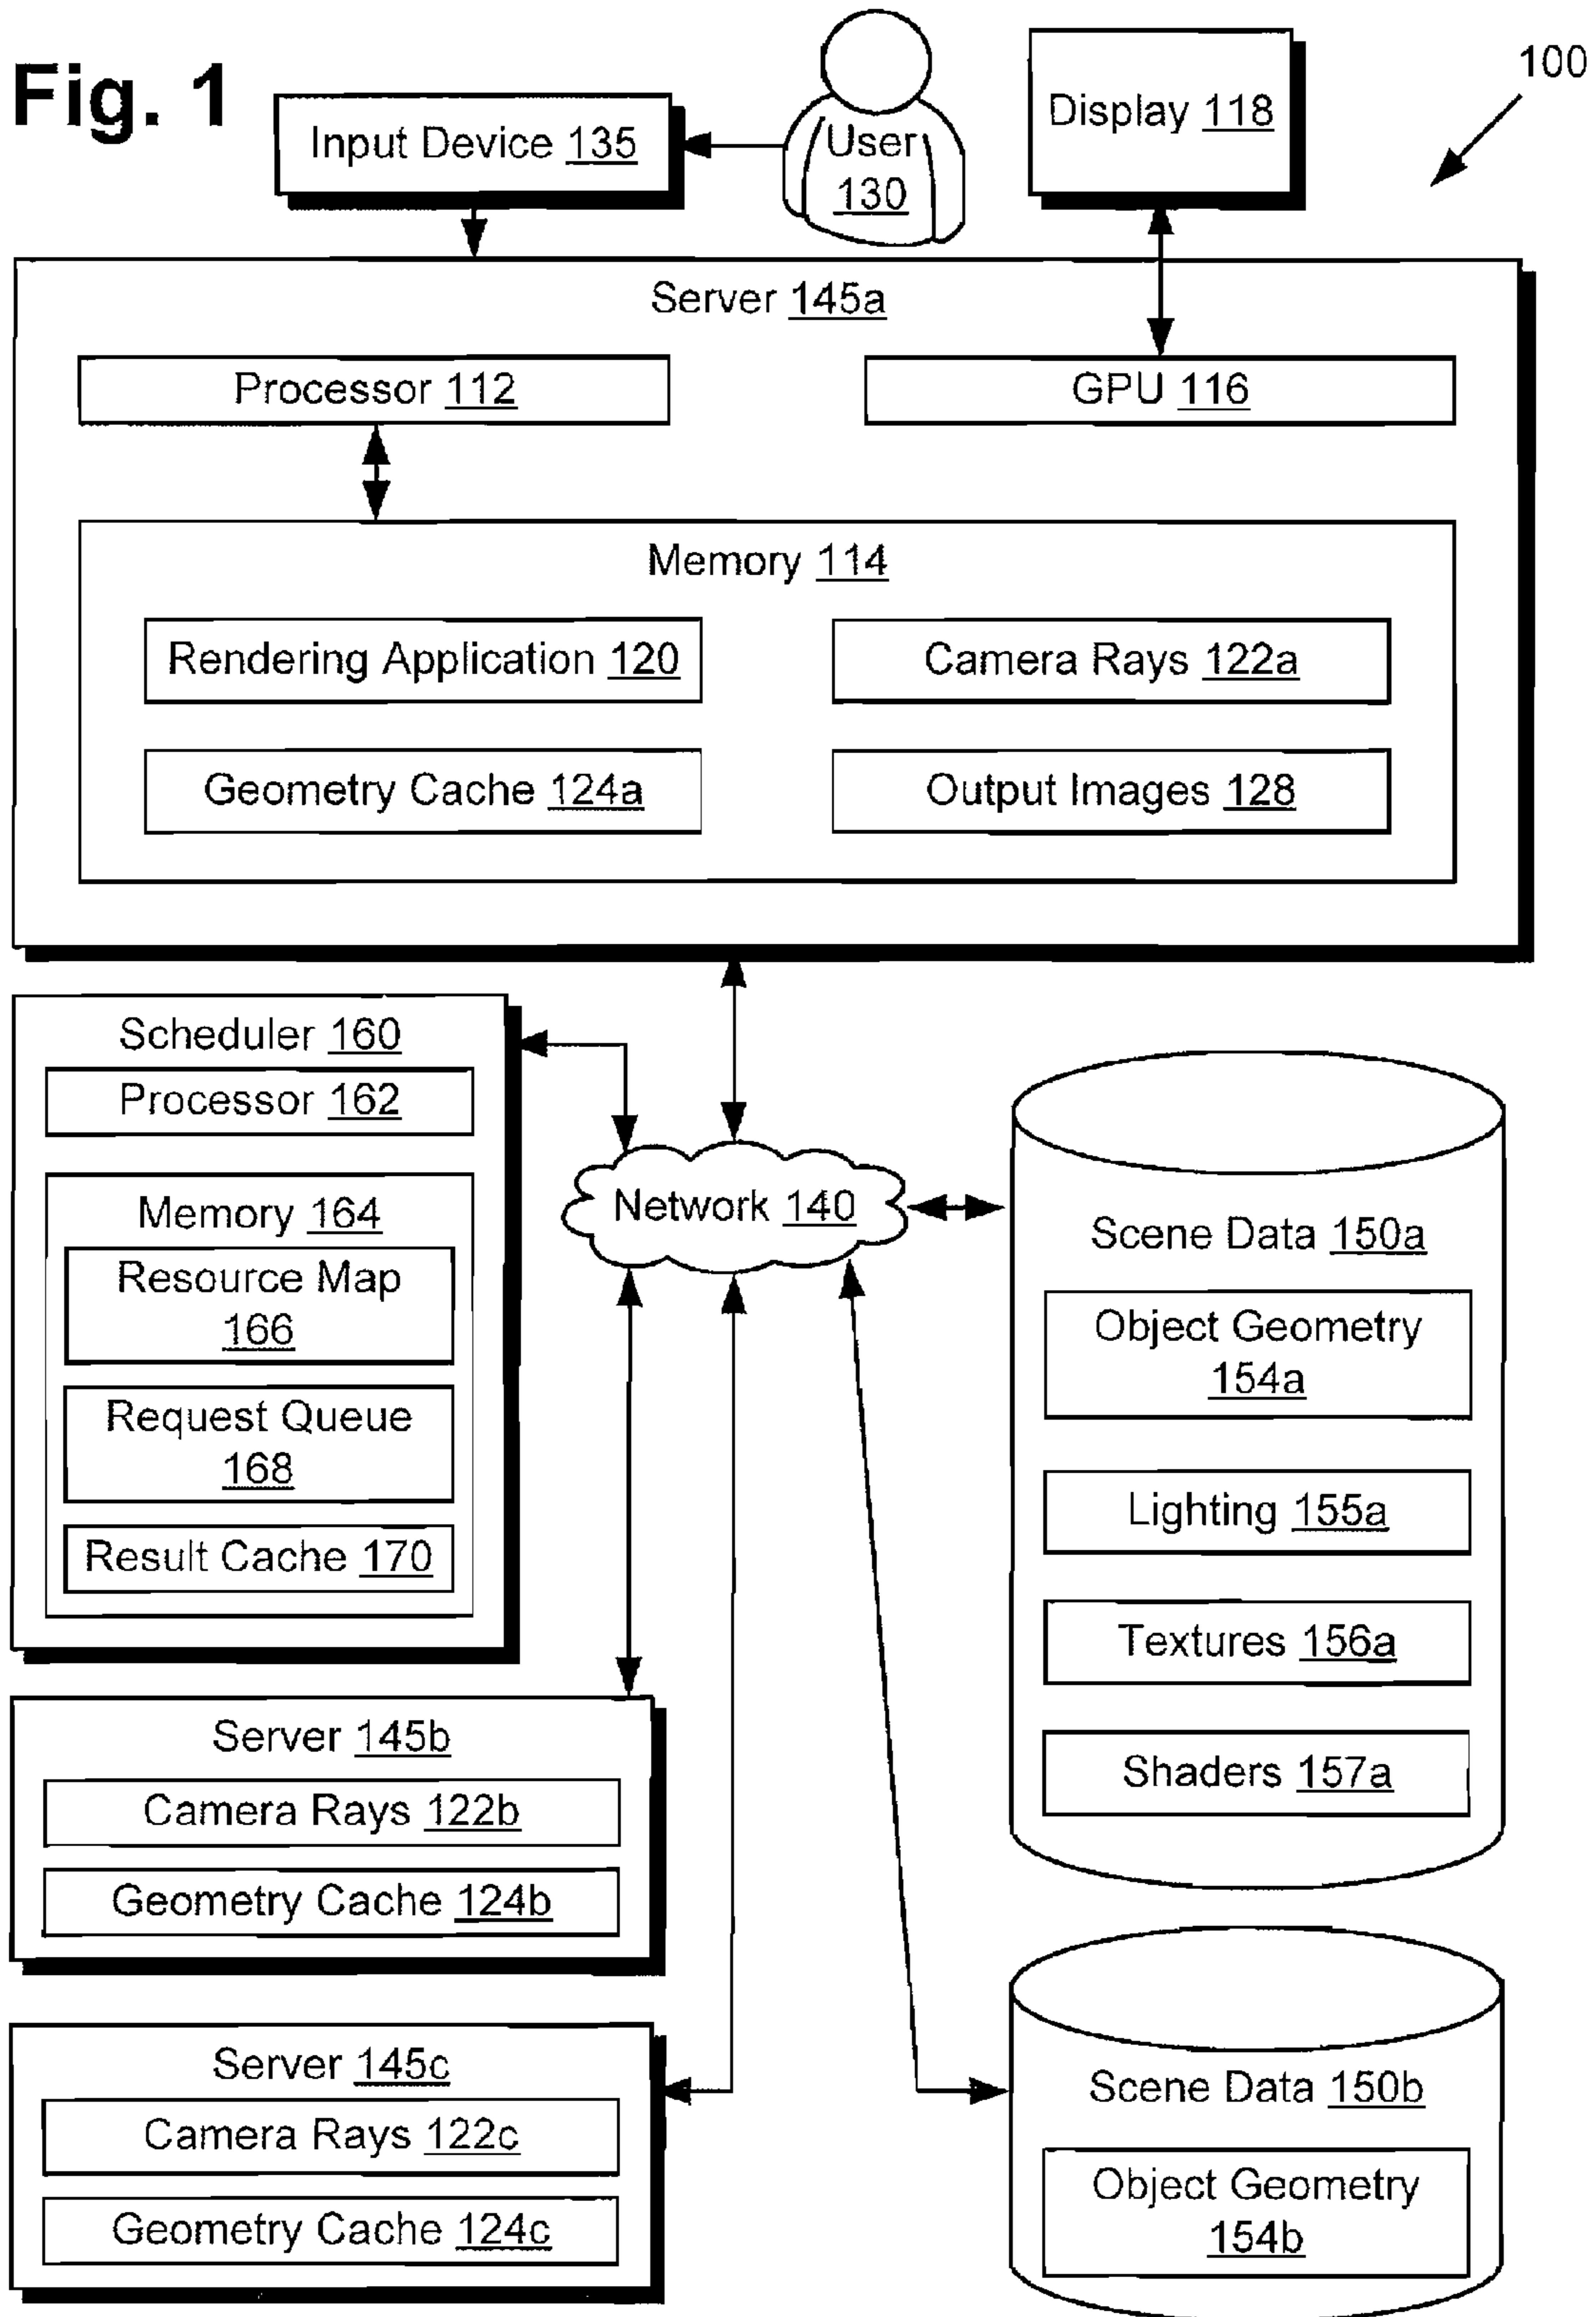 Fig. 1
Input Device 135
User
130
Display 118
100
Server 145a
Processor 112
GPU 116
Memory 114
Rendering Application 120
Camera Rays 122a
Geometry Cache 124a
Output Images 128
Scheduler 160
Processor 162
Memory 164
Resource Map
166
Request Queue
168
Result Cache 170
Network 140
Scene Data 150a
Object Geometry
154a
Lighting 155a
Textures 156a
Shaders 157a
Server 145b
Camera Rays 122b
Geometry Cache 124b
Server 145c
Camera Rays 122c
Geometry Cache 124c
Scene Data 150b
Object Geometry
154b